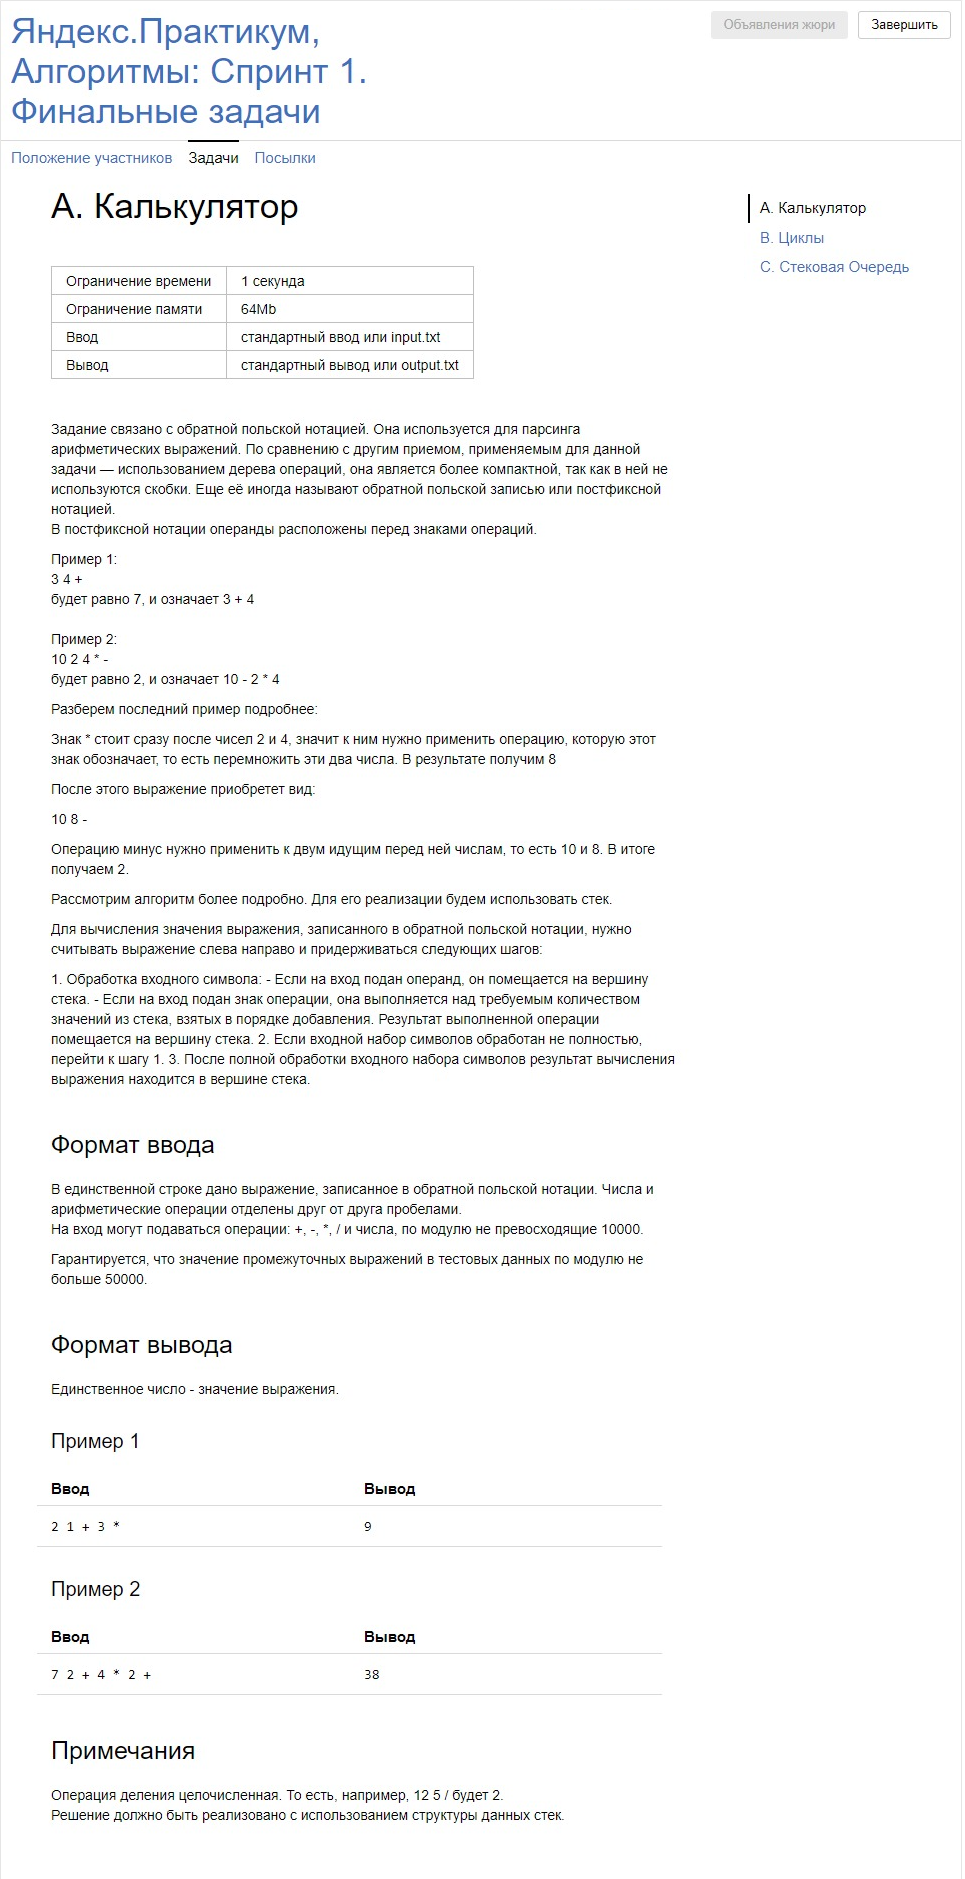 Яндекс.Практикум,
Алгоритмы: Спринт 1.
Финальные задачи
Объявления жюри
Завершить
Положение участников
Задачи
Посылки
A. Калькулятор
A. Калькулятор
B. Циклы
C. Стековая Очередь
Ограничение времени 1 секунда
Ограничение памяти 64Mb
Ввод стандартный ввод или input.txt
Вывод стандартный вывод или output.txt
Задание связано с обратной польской нотацией. Она используется для парсинга
арифметических выражений. По сравнению с другим приемом, применяемым для данной
задачи — использованием дерева операций, она является более компактной, так как в ней не
используются скобки. Еще её иногда называют обратной польской записью или постфиксной
нотацией.
В постфиксной нотации операнды расположены перед знаками операций.
Пример 1:
3 4 +
будет равно 7, и означает 3 + 4
Пример 2:
10 2 4 * -
будет равно 2, и означает 10 - 2 * 4
Разберем последний пример подробнее:
Знак * стоит сразу после чисел 2 и 4, значит к ним нужно применить операцию, которую этот
знак обозначает, то есть перемножить эти два числа. В результате получим 8
После этого выражение приобретет вид:
10 8 -
Операцию минус нужно применить к двум идущим перед ней числам, то есть 10 и 8. В итоге
получаем 2.
Рассмотрим алгоритм более подробно. Для его реализации будем использовать стек.
Для вычисления значения выражения, записанного в обратной польской нотации, нужно
считывать выражение слева направо и придерживаться следующих шагов:
1. Обработка входного символа: - Если на вход подан операнд, он помещается на вершину
стека. - Если на вход подан знак операции, она выполняется над требуемым количеством
значений из стека, взятых в порядке добавления. Результат выполненной операции
помещается на вершину стека. 2. Если входной набор символов обработан не полностью,
перейти к шагу 1. 3. После полной обработки входного набора символов результат вычисления
выражения находится в вершине стека.
Формат ввода
В единственной строке дано выражение, записанное в обратной польской нотации. Числа и
арифметические операции отделены друг от друга пробелами.
На вход могут подаваться операции: +, -, *, / и числа, по модулю не превосходящие 10000.
Гарантируется, что значение промежуточных выражений в тестовых данных по модулю не
больше 50000.
Формат вывода
Единственное число - значение выражения.
Пример 1
Ввод Вывод
2 1 + 3 * 9
Пример 2
Ввод Вывод
7 2 + 4 * 2 + 38
Примечания
Операция деления целочисленная. То есть, например, 12 5 / будет 2.
Решение должно быть реализовано с использованием структуры данных стек.